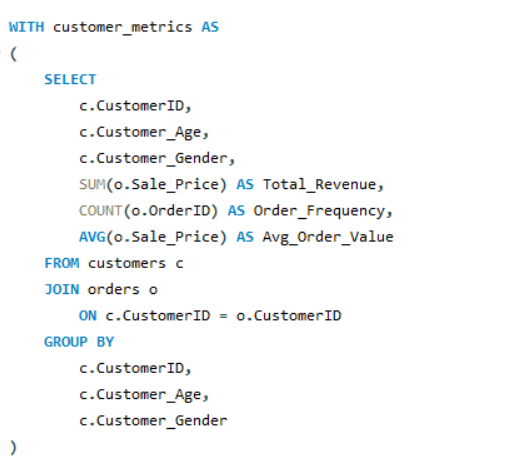 WITH customer_metrics AS
(
    SELECT
        c.CustomerID,
        c.Customer_Age,
        c.Customer_Gender,
        SUM(o.Sale_Price) AS Total_Revenue,
        COUNT(o.OrderID) AS Order_Frequency,
        AVG(o.Sale_Price) AS Avg_Order_Value
    FROM customers c
    JOIN orders o
        ON c.CustomerID = o.CustomerID
    GROUP BY
        c.CustomerID,
        c.Customer_Age,
        c.Customer_Gender
)